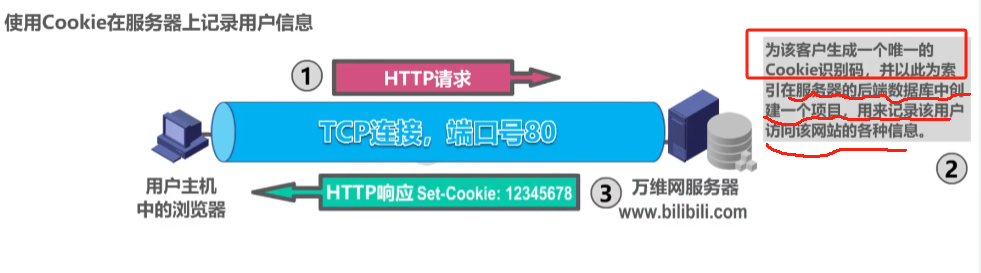 使用Cookie在服务器上记录用户信息
为该客户生成一个唯一的
Cookie识别码，并以此为索
引在服务器的后端数据库中创
建一个项目，用来记录该用户
访问该网站的各种信息。
①
HTTP请求
TCP连接，端口号80
②
HTTP响应 Set-Cookie: 12345678
③
用户主机
中的浏览器
万维网服务器
www.bilibili.com